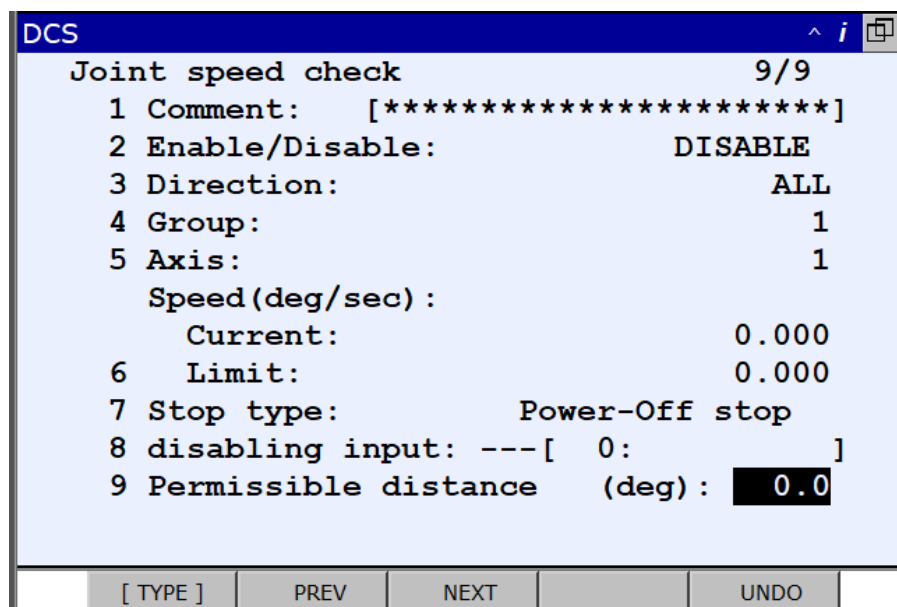 DCS ^ i
Joint speed check 9/9
1 Comment: [***********************]
2 Enable/Disable: DISABLE
3 Direction: ALL
4 Group: 1
5 Axis: 1
Speed(deg/sec):
Current: 0.000
6 Limit: 0.000
7 Stop type: Power-Off stop
8 disabling input: ---[ 0: ]
9 Permissible distance (deg): 0.0
[ TYPE ] PREV NEXT UNDO